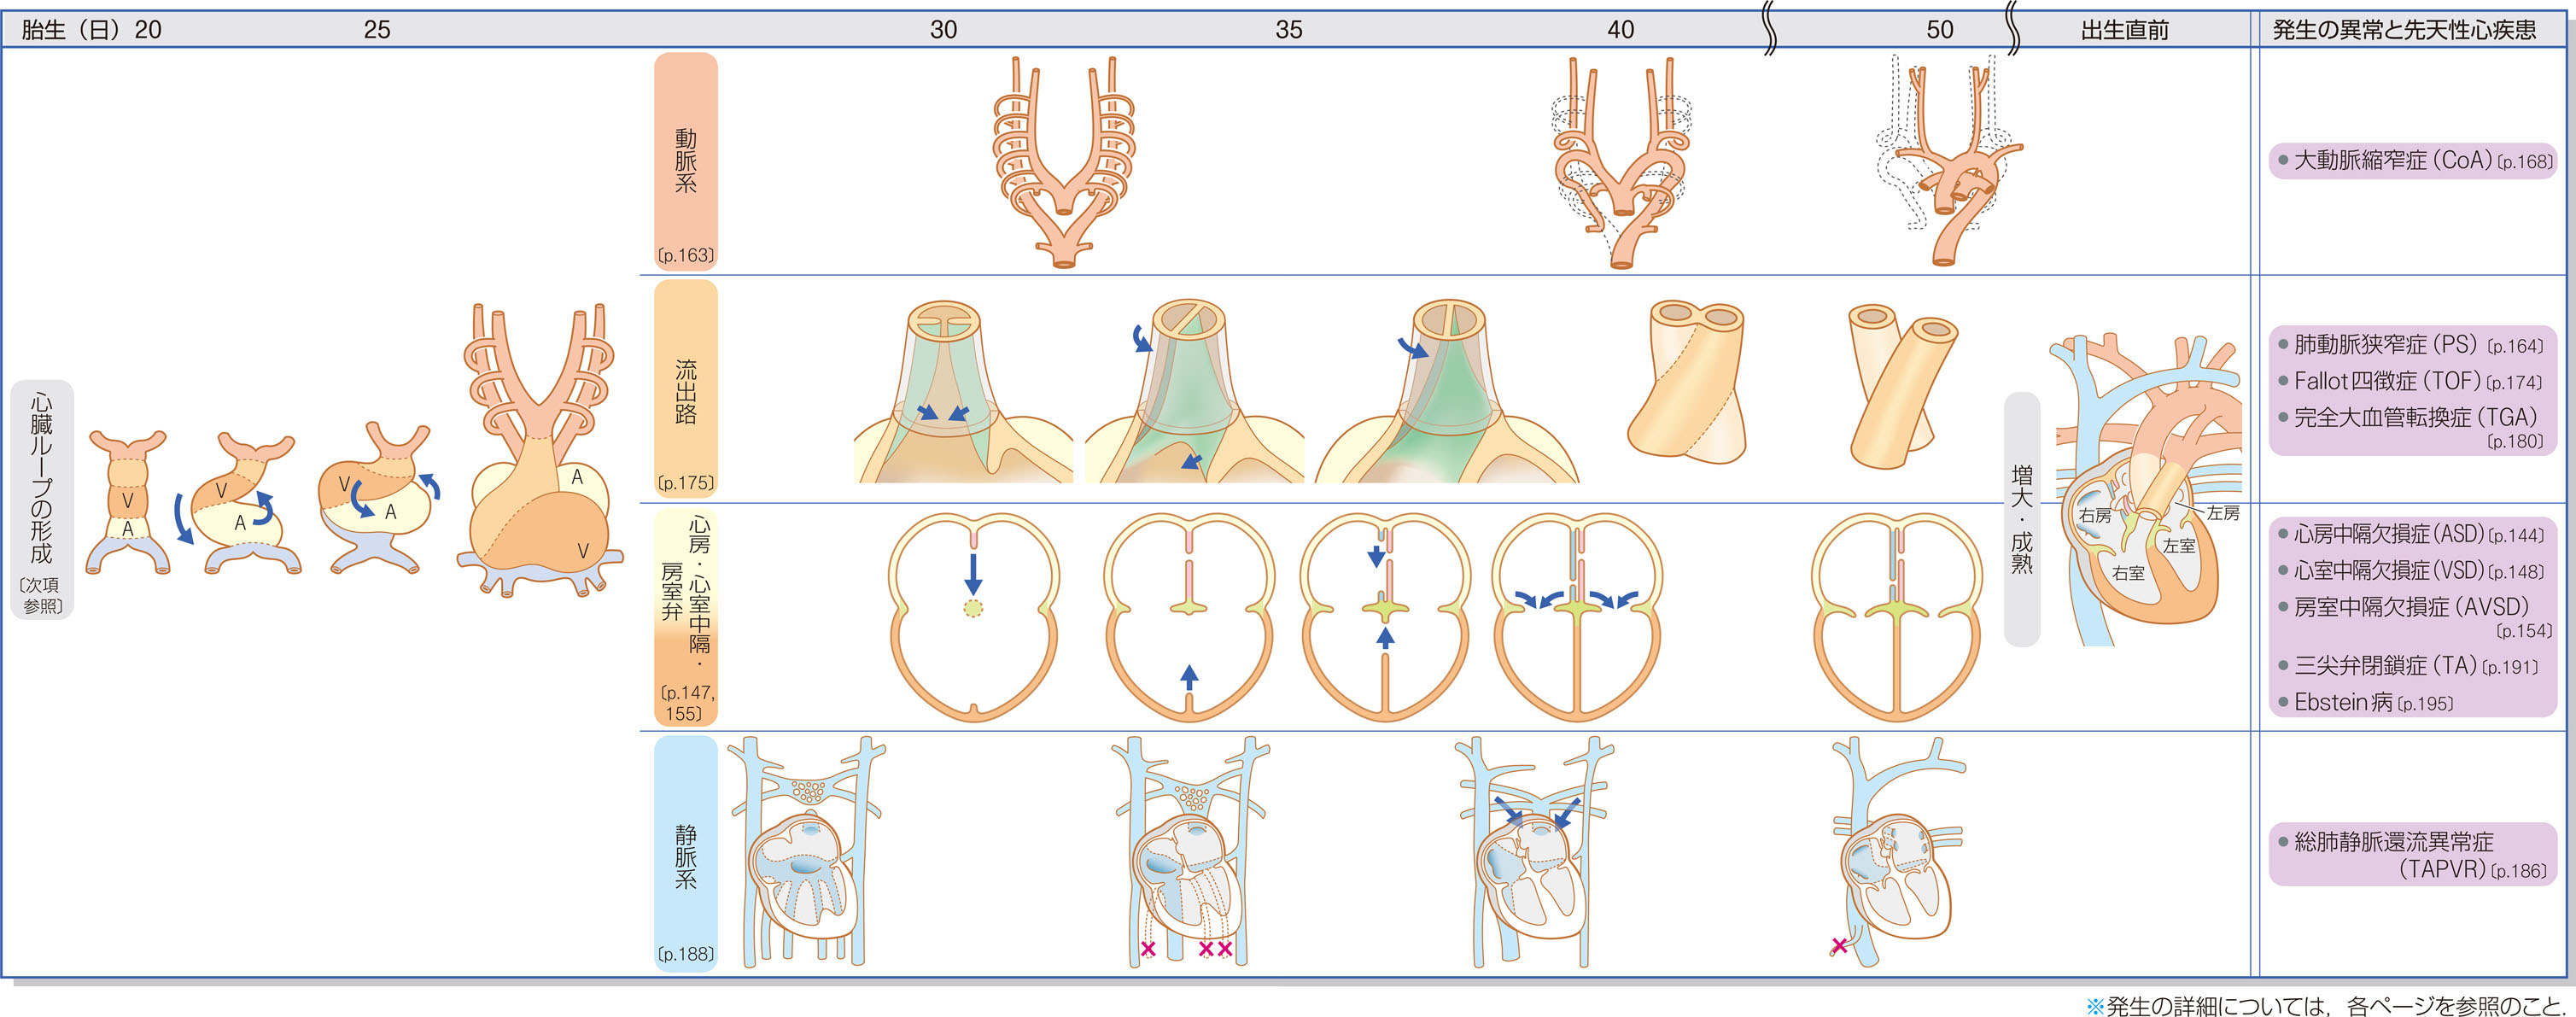 胎生（日） 20 25 30 35 40 50 出生直前 発生の異常と先天性心疾患
心臓ループの形成
〔次項
参照〕
V
A
V
A
V
A
A
V
動脈系
〔p.163〕
大動脈縮窄症（CoA）〔p.168〕
流出路
〔p.175〕
肺動脈狭窄症（PS）〔p.164〕
Fallot四徴症（TOF）〔p.174〕
完全大血管転換症（TGA）
〔p.180〕
心房・心室中隔・
房室弁
〔p.147,
155〕
心房中隔欠損症（ASD）〔p.144〕
心室中隔欠損症（VSD）〔p.148〕
房室中隔欠損症（AVSD）
〔p.154〕
三尖弁閉鎖症（TA）〔p.191〕
Ebstein病〔p.195〕
静脈系
〔p.188〕
総肺静脈還流異常症
（TAPVR）〔p.186〕
増大・成熟
右房
左房
左室
右室
※発生の詳細については，各ページを参照のこと．